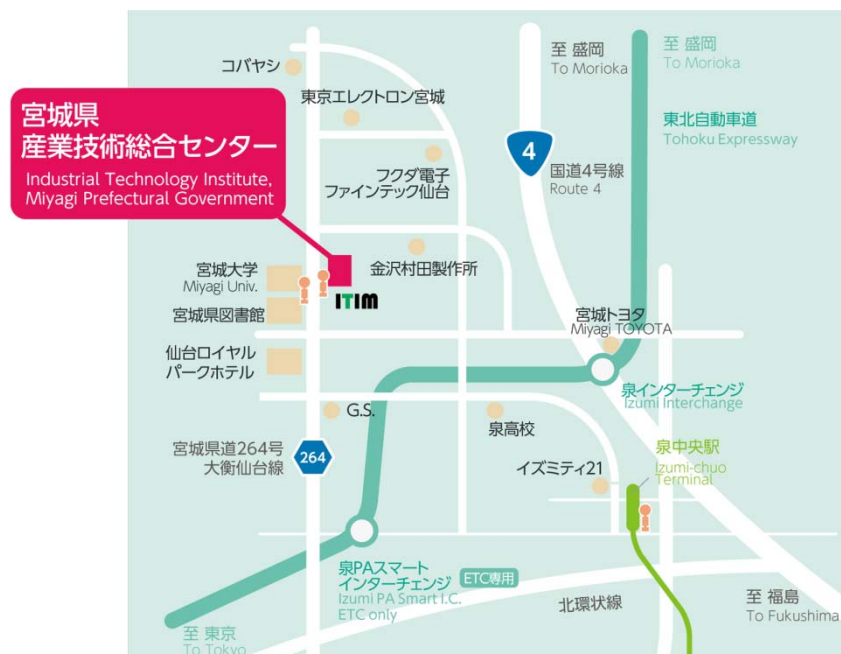 コバヤシ
至 盛岡
To Morioka
至 盛岡
To Morioka
宮城県
産業技術総合センター
Industrial Technology Institute,
Miyagi Prefectural Government
東京エレクトロン宮城
4
東北自動車道
Tohoku Expressway
フクダ電子
ファインテック仙台
国道4号線
Route 4
宮城大学
Miyagi Univ.
金沢村田製作所
ITIM
宮城県図書館
宮城トヨタ
Miyagi TOYOTA
仙台ロイヤル
パークホテル
泉インターチェンジ
Izumi Interchange
G.S.
泉高校
宮城県道264号
大衡仙台線
264
イズミティ21
泉中央駅
Izumi-chuo
Terminal
泉PAスマート
インターチェンジ
ETC専用
Izumi PA Smart I.C.
ETC only
北環状線
至 福島
To Fukushima
至 東京
To Tokyo